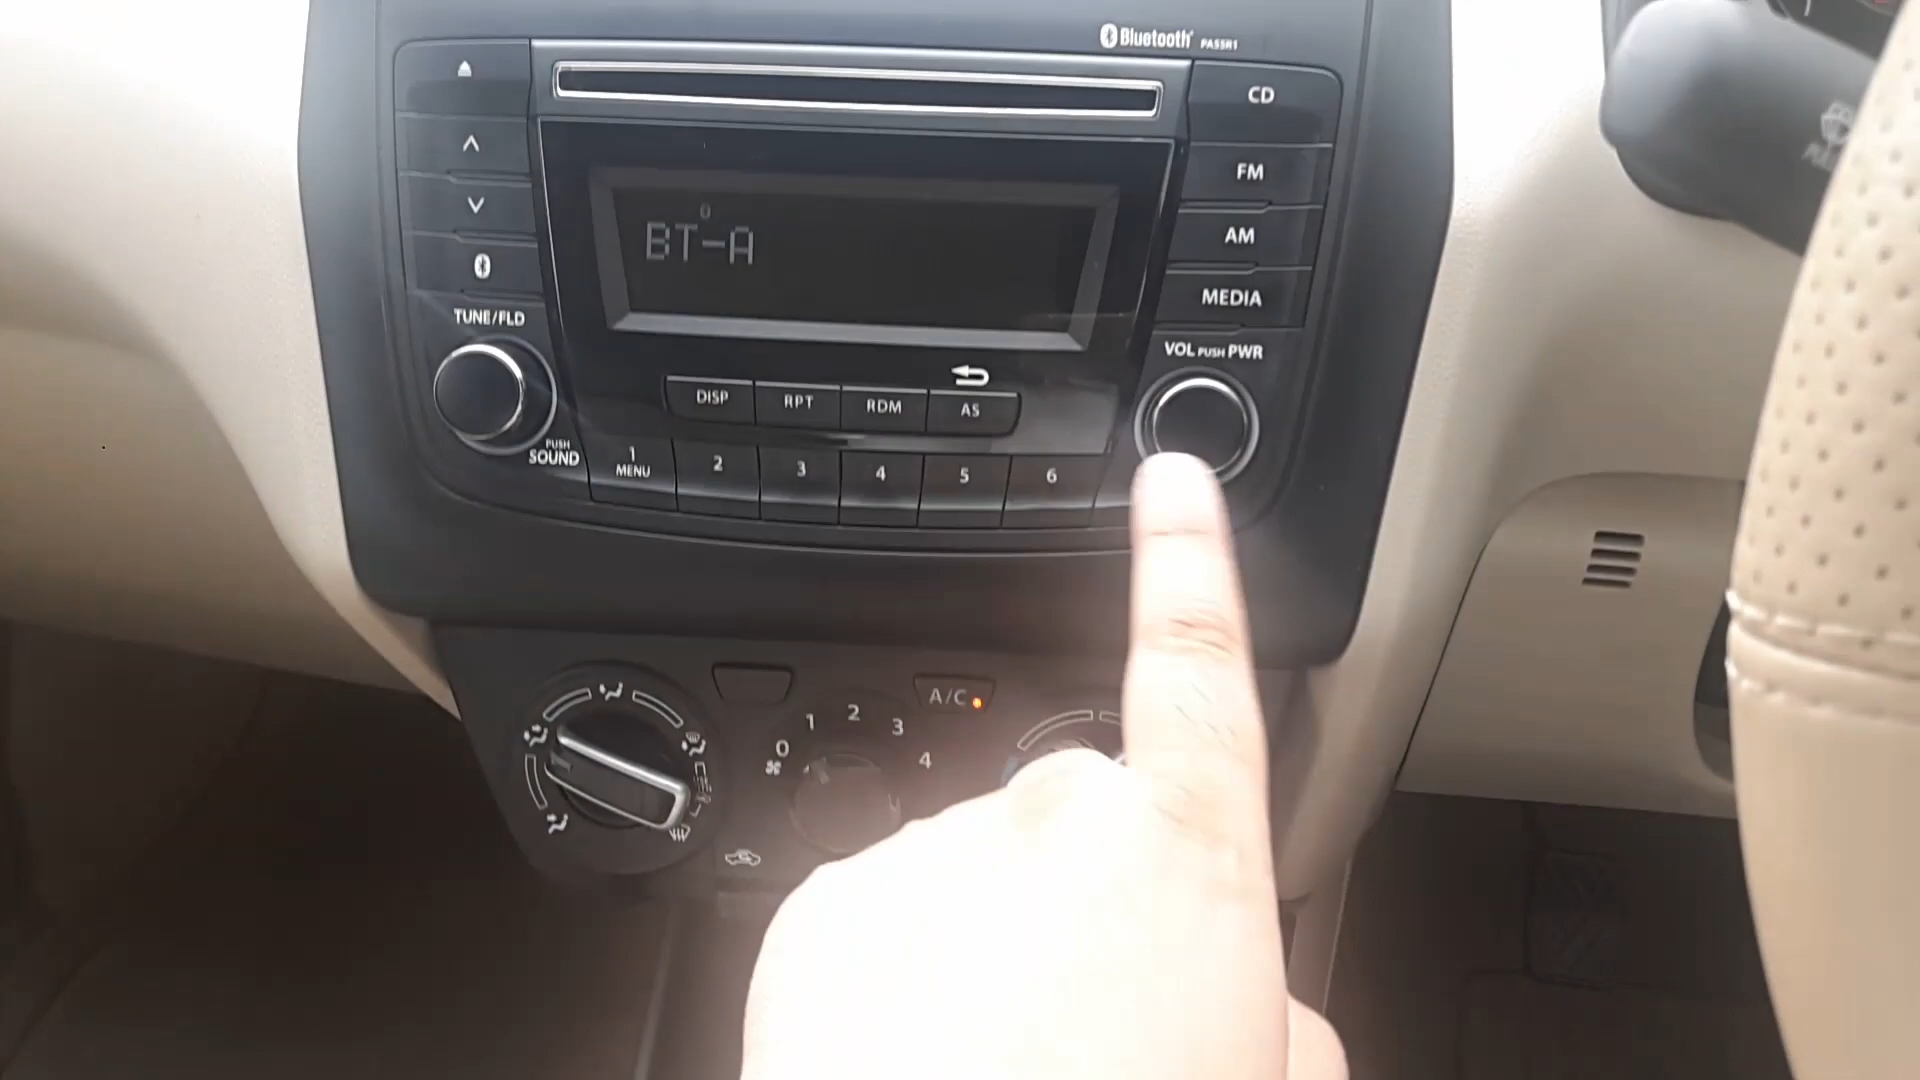 Bluetooth PA55R1
CD
FM
AM
MEDIA
BT-A
TUNE/FLD
VOL PUSH PWR
DISP
RPT
RDM
AS
PUSH
SOUND
1
MENU
2
3
4
5
6
A/C
0
1
2
3
4